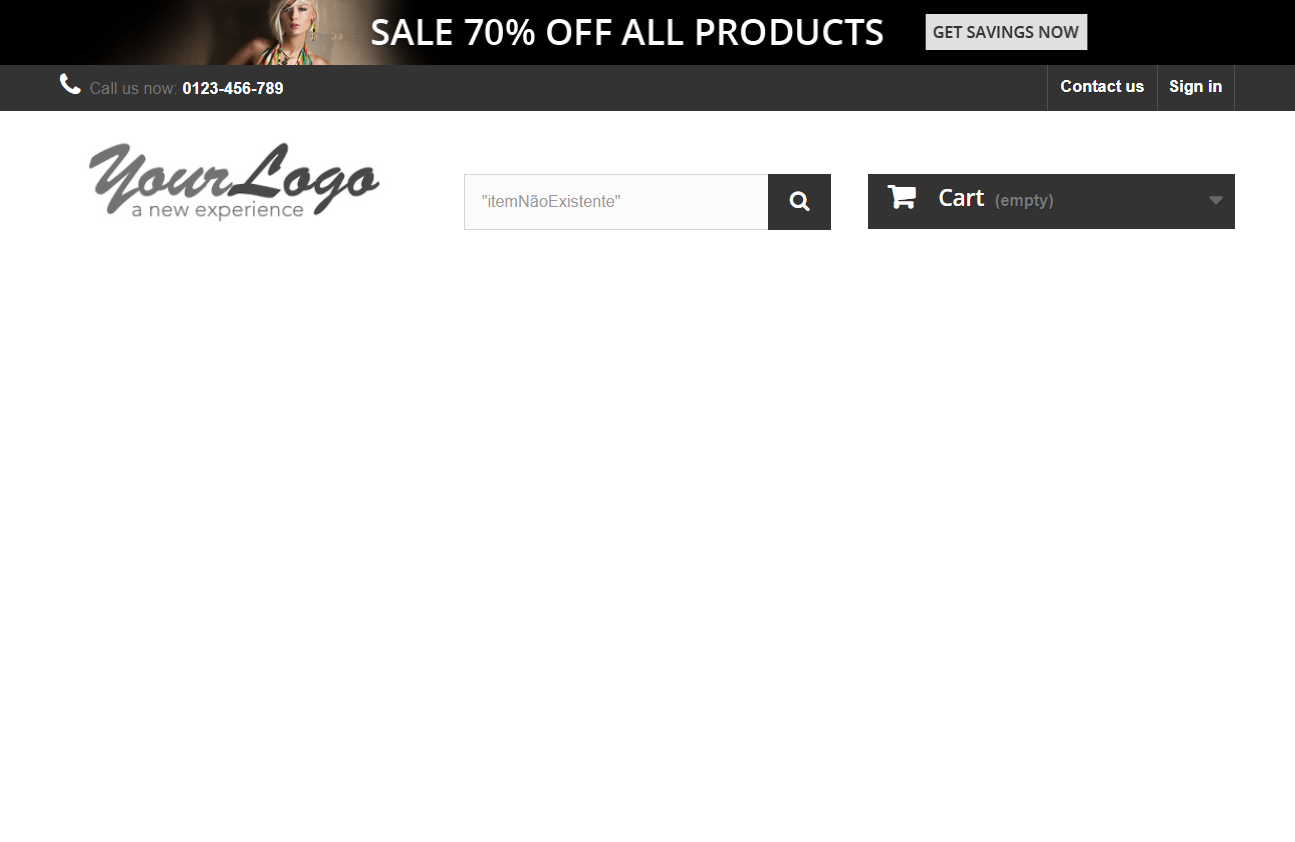 SALE 70% OFF ALL PRODUCTS
GET SAVINGS NOW
Call us now: 0123-456-789
Contact us
Sign in
YourLogo
a new experience
"itemNãoExistente"
Cart (empty)